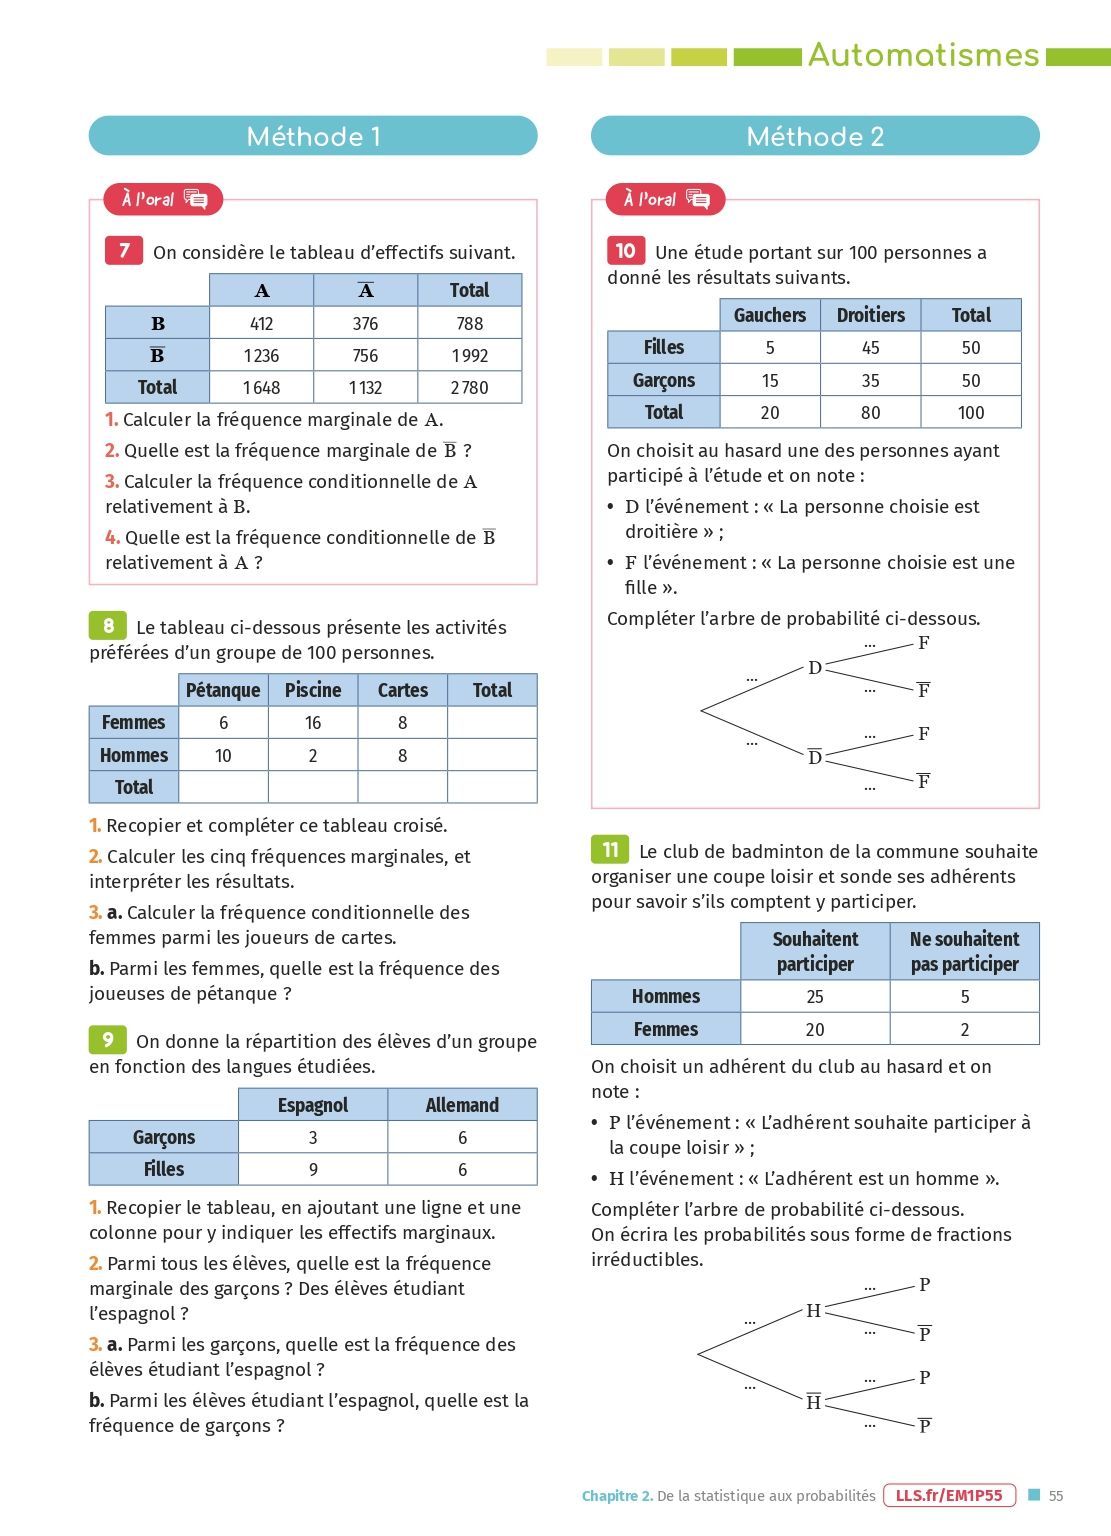 Automatismes
Méthode 1
À l'oral
7 On considère le tableau d'effectifs suivant.
A A̅ Total
B 412 376 788
B̅ 1 236 756 1 992
Total 1 648 1 132 2 780
1. Calculer la fréquence marginale de A.
2. Quelle est la fréquence marginale de B̅ ?
3. Calculer la fréquence conditionnelle de A
relativement à B.
4. Quelle est la fréquence conditionnelle de B̅
relativement à A ?
8 Le tableau ci-dessous présente les activités
préférées d'un groupe de 100 personnes.
Pétanque Piscine Cartes Total
Femmes 6 16 8
Hommes 10 2 8
Total
1. Recopier et compléter ce tableau croisé.
2. Calculer les cinq fréquences marginales, et
interpréter les résultats.
3. a. Calculer la fréquence conditionnelle des
femmes parmi les joueurs de cartes.
b. Parmi les femmes, quelle est la fréquence des
joueuses de pétanque ?
9 On donne la répartition des élèves d'un groupe
en fonction des langues étudiées.
Espagnol Allemand
Garçons 3 6
Filles 9 6
1. Recopier le tableau, en ajoutant une ligne et une
colonne pour y indiquer les effectifs marginaux.
2. Parmi tous les élèves, quelle est la fréquence
marginale des garçons ? Des élèves étudiant
l'espagnol ?
3. a. Parmi les garçons, quelle est la fréquence des
élèves étudiant l'espagnol ?
b. Parmi les élèves étudiant l'espagnol, quelle est la
fréquence de garçons ?
Méthode 2
À l'oral
10 Une étude portant sur 100 personnes a
donné les résultats suivants.
Gauchers Droitiers Total
Filles 5 45 50
Garçons 15 35 50
Total 20 80 100
On choisit au hasard une des personnes ayant
participé à l'étude et on note :
• D l'événement : « La personne choisie est
droitière » ;
• F l'événement : « La personne choisie est une
fille ».
Compléter l'arbre de probabilité ci-dessous.
... F
... D
... F̅
... F
... D̅
... F̅
11 Le club de badminton de la commune souhaite
organiser une coupe loisir et sonde ses adhérents
pour savoir s'ils comptent y participer.
Souhaitent Ne souhaitent
participer pas participer
Hommes 25 5
Femmes 20 2
On choisit un adhérent du club au hasard et on
note :
• P l'événement : « L'adhérent souhaite participer à
la coupe loisir » ;
• H l'événement : « L'adhérent est un homme ».
Compléter l'arbre de probabilité ci-dessous.
On écrira les probabilités sous forme de fractions
irréductibles.
... P
... H
... P̅
... P
... H̅
... P̅
Chapitre 2. De la statistique aux probabilités LLS.fr/EM1P55 55